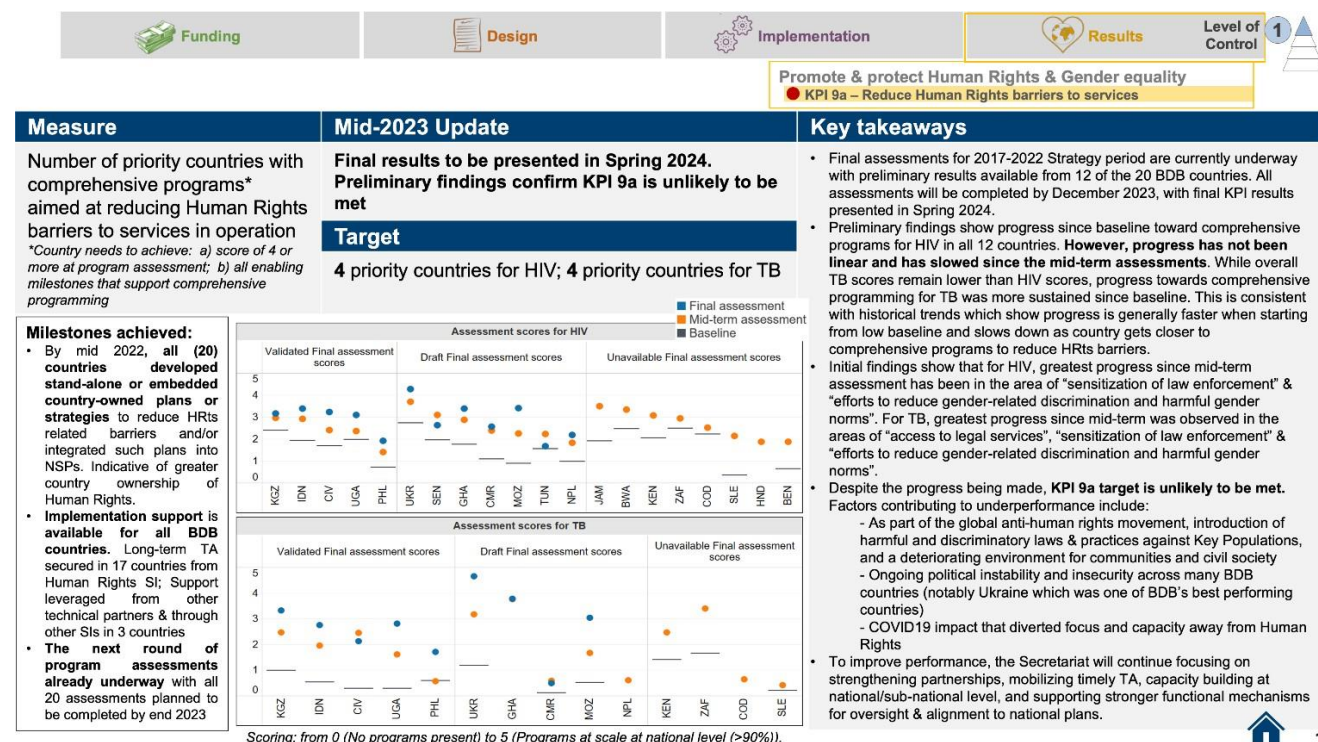 Funding
Design
Implementation
Results
Level of
Control
1
Promote & protect Human Rights & Gender equality
KPI 9a – Reduce Human Rights barriers to services
Measure
Number of priority countries with
comprehensive programs*
aimed at reducing Human Rights
barriers to services in operation
*Country needs to achieve: a) score of 4 or
more at program assessment; b) all enabling
milestones that support comprehensive
programming
Mid-2023 Update
Final results to be presented in Spring 2024.
Preliminary findings confirm KPI 9a is unlikely to be
met
Target
4 priority countries for HIV; 4 priority countries for TB
Milestones achieved:
• By mid 2022, all (20)
countries developed
stand-alone or embedded
country-owned plans or
strategies to reduce HRts
related barriers and/or
integrated such plans into
NSPs. Indicative of greater
country ownership of
Human Rights.
• Implementation support is
available for all BDB
countries. Long-term TA
secured in 17 countries from
Human Rights SI; Support
leveraged from other
technical partners & through
other SIs in 3 countries
• The next round of
program assessments
already underway with all
20 assessments planned to
be completed by end 2023
Final assessment
Mid-term assessment
Baseline
Assessment scores for HIV
Validated Final assessment
scores
Draft Final assessment scores
Unavailable Final assessment scores
5
4
3
2
1
0
KGZ
IDN
CIV
UGA
PHL
UKR
SEN
GHA
CMR
MOZ
TUN
NPL
JAM
BWA
KEN
ZAF
COD
SLE
HND
BEN
Assessment scores for TB
Validated Final assessment scores
Draft Final assessment scores
Unavailable Final assessment
scores
5
4
3
2
1
0
KGZ
IDN
CIV
UGA
PHL
UKR
GHA
CMR
MOZ
NPL
KEN
ZAF
COD
SLE
Scoring: from 0 (No programs present) to 5 (Programs at scale at national level (>90%)).
Key takeaways
• Final assessments for 2017-2022 Strategy period are currently underway
with preliminary results available from 12 of the 20 BDB countries. All
assessments will be completed by December 2023, with final KPI results
presented in Spring 2024.
• Preliminary findings show progress since baseline toward comprehensive
programs for HIV in all 12 countries. However, progress has not been
linear and has slowed since the mid-term assessments. While overall
TB scores remain lower than HIV scores, progress towards comprehensive
programming for TB was more sustained since baseline. This is consistent
with historical trends which show progress is generally faster when starting
from low baseline and slows down as country gets closer to
comprehensive programs to reduce HRts barriers.
• Initial findings show that for HIV, greatest progress since mid-term
assessment has been in the area of “sensitization of law enforcement” &
“efforts to reduce gender-related discrimination and harmful gender
norms”. For TB, greatest progress since mid-term was observed in the
areas of “access to legal services”, “sensitization of law enforcement” &
“efforts to reduce gender-related discrimination and harmful gender
norms”.
• Despite the progress being made, KPI 9a target is unlikely to be met.
Factors contributing to underperformance include:
- As part of the global anti-human rights movement, introduction of
harmful and discriminatory laws & practices against Key Populations,
and a deteriorating environment for communities and civil society
- Ongoing political instability and insecurity across many BDB
countries (notably Ukraine which was one of BDB’s best performing
countries)
- COVID19 impact that diverted focus and capacity away from Human
Rights
• To improve performance, the Secretariat will continue focusing on
strengthening partnerships, mobilizing timely TA, capacity building at
national/sub-national level, and supporting stronger functional mechanisms
for oversight & alignment to national plans.